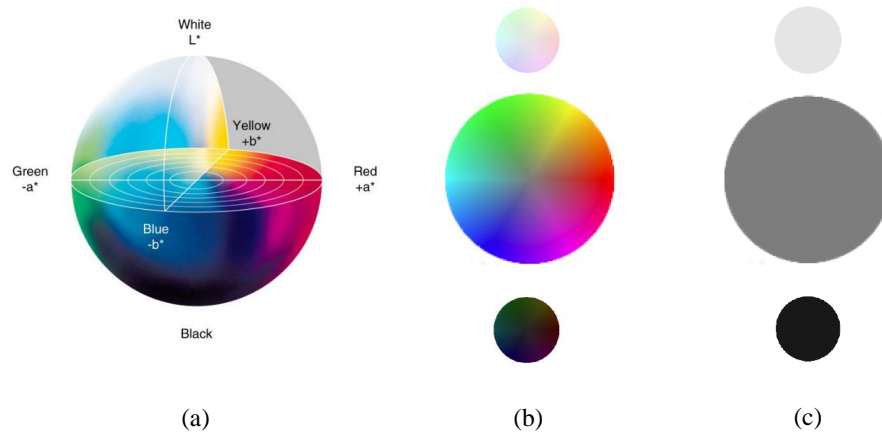 White
L*
Yellow
+b*
Green
-a*
Red
+a*
Blue
-b*
Black
(a)
(b)
(c)